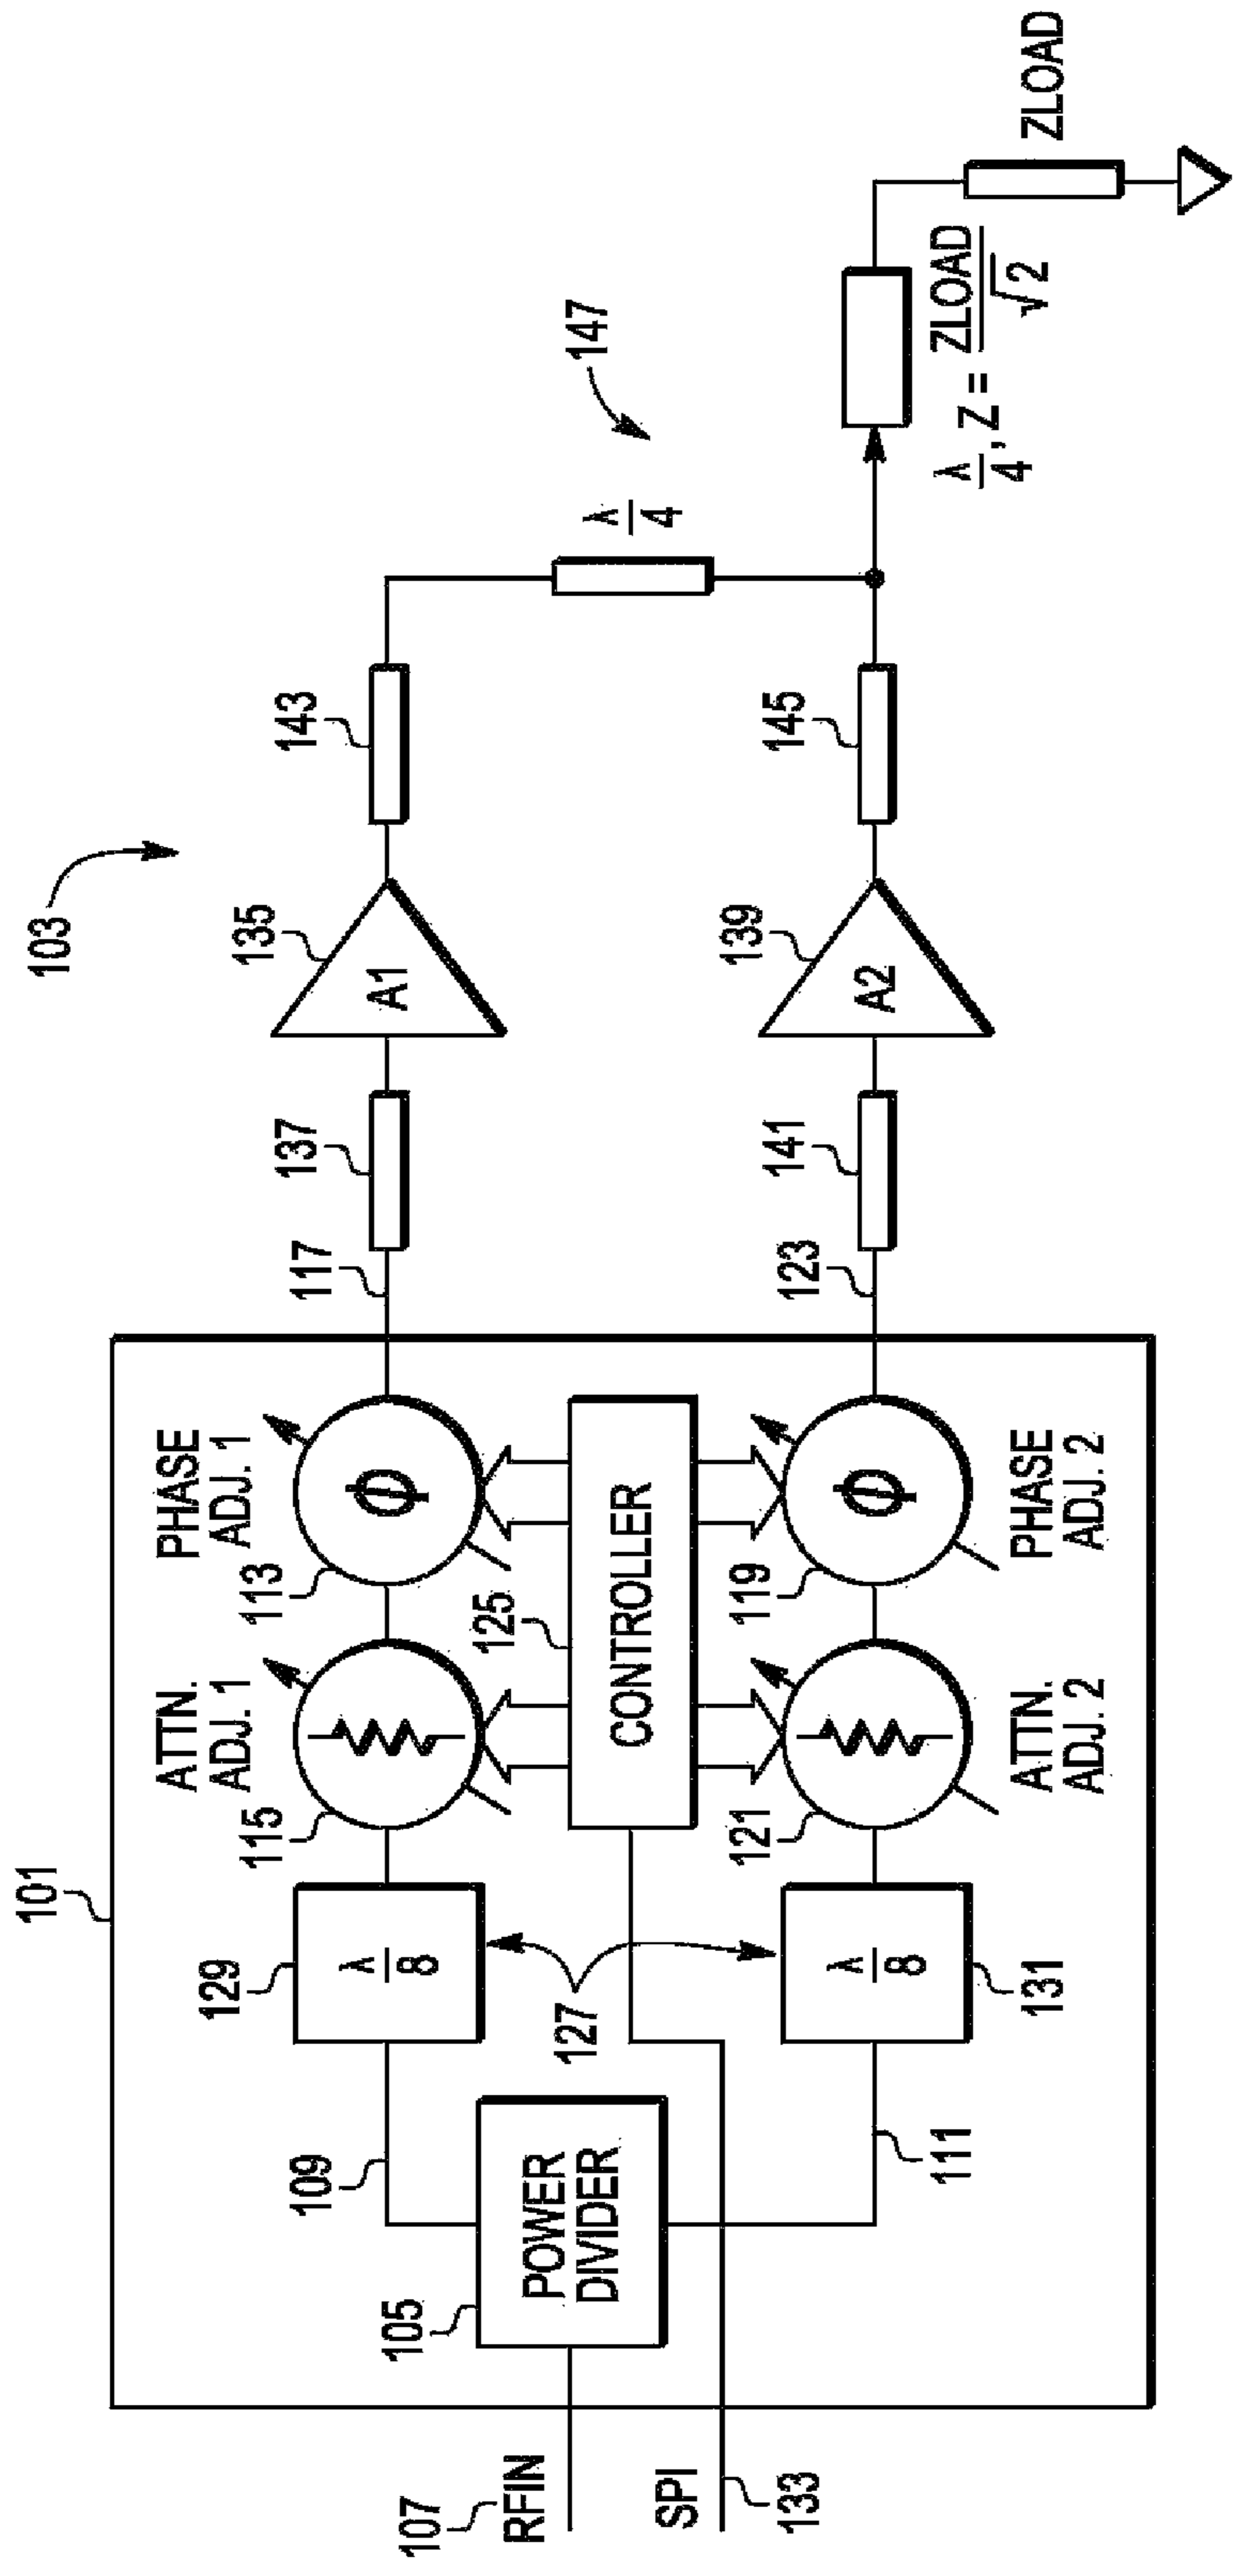 103
101
107
RFIN
SPI
133
105
POWER
DIVIDER
109
111
129
λ
8
127
λ
8
131
ATTN.
ADJ. 1
115
PHASE
ADJ. 1
113
Φ
125
CONTROLLER
121
ATTN.
ADJ. 2
119
Φ
PHASE
ADJ. 2
117
137
135
A1
143
123
141
139
A2
145
λ
4
147
λ
4
, Z =
ZLOAD
√2
ZLOAD